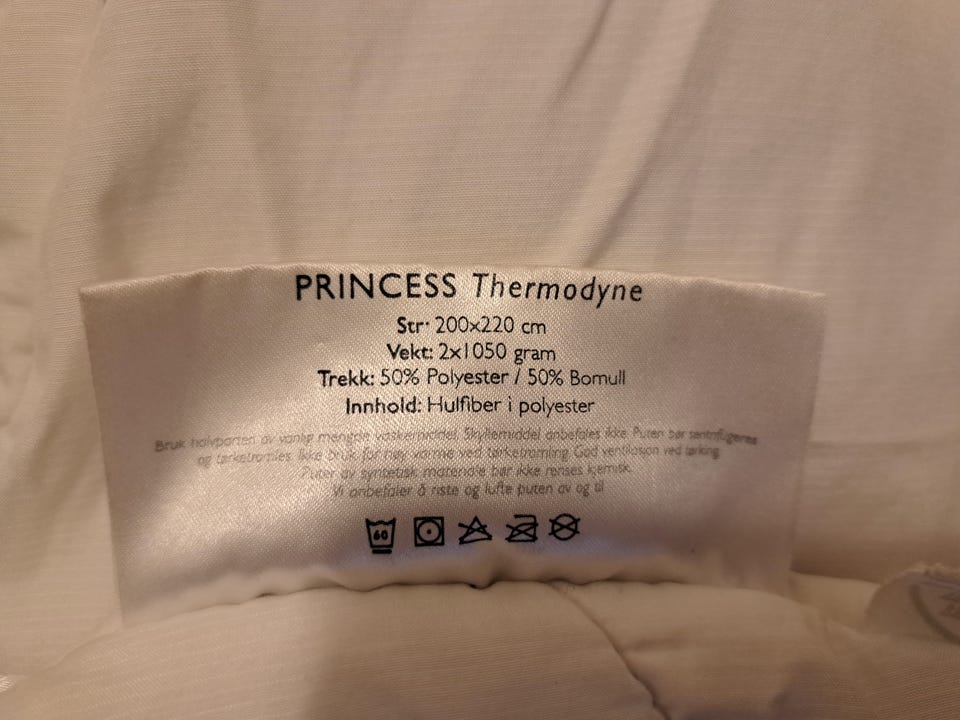 PRINCESS Thermodyne
Str: 200x220 cm
Vekt: 2x1050 gram
Trekk: 50% Polyester / 50% Bomull
Innhold: Hulfiber i polyester
Bruk halvparten av vanlig mengde vaskemiddel. Skyllemiddel anbefales ikke. Puten bør sentrifugeres
og tørketromles. Ikke bruk for høy varme ved tørketromling. God ventilasjon ved tørking.
Puter av syntetisk materiale bør ikke renses kjemisk.
Vi anbefaler å riste og lufte puten av og til
60